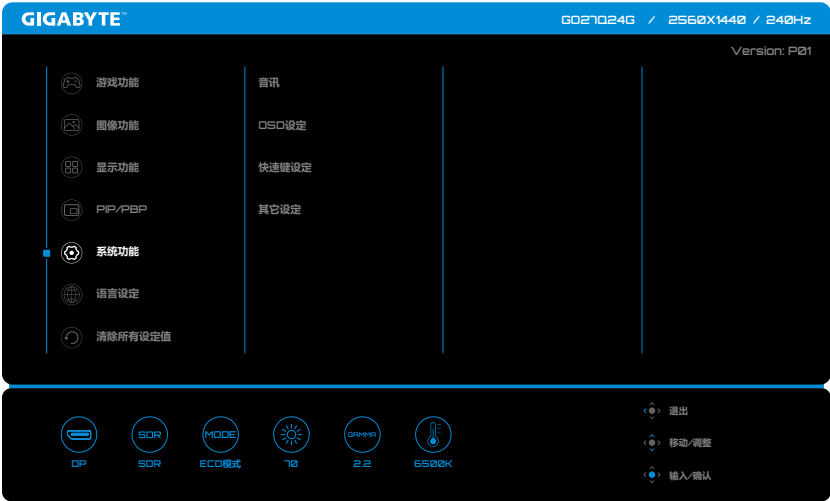 GIGABYTE™
GO27Q24G / 2560X1440 / 240Hz
Version: P01
游戏功能
音讯
图像功能
OSD设定
显示功能
快速键设定
PIP/PBP
其它设定
系统功能
语言设定
清除所有设定值
退出
SDR
MODE
GAMMA
移动/调整
DP
SDR
ECO模式
70
2.2
6500K
输入/确认